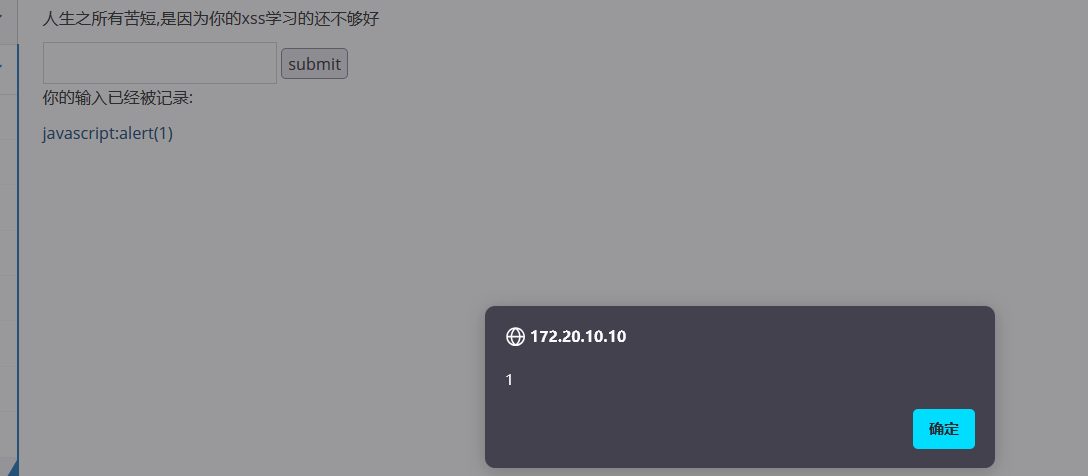 人生之所有苦短,是因为你的xss学习的还不够好
submit
你的输入已经被记录:
javascript:alert(1)
172.20.10.10
1
确定